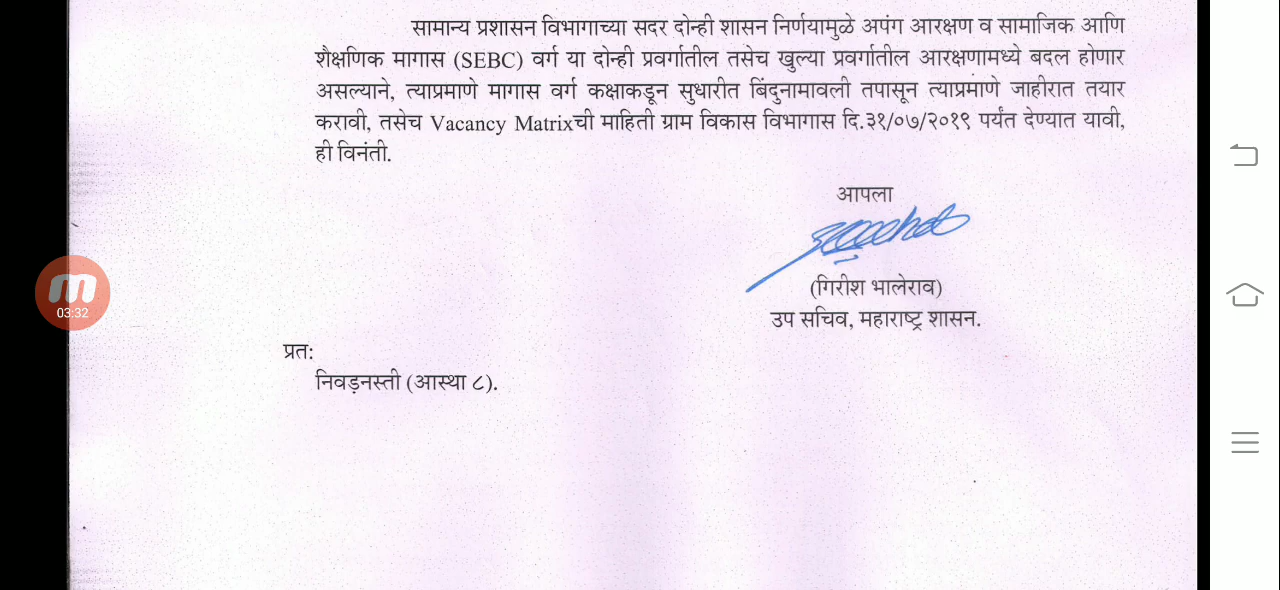 सामान्य प्रशासन विभागाच्या सदर दोन्ही शासन निर्णयामुळे अपंग आरक्षण व सामाजिक आणि
शैक्षणिक मागास (SEBC) वर्ग या दोन्ही प्रवर्गातील तसेच खुल्या प्रवर्गातील आरक्षणामध्ये बदल होणार
असल्याने, त्याप्रमाणे मागास वर्ग कक्षाकडून सुधारीत बिंदुनामावली तपासून त्याप्रमाणे जाहीरात तयार
करावी, तसेच Vacancy Matrixची माहिती ग्राम विकास विभागास दि.३१/०७/२०१९ पर्यंत देण्यात यावी,
ही विनंती.
आपला
(गिरीश भालेराव)
उप सचिव, महाराष्ट्र शासन.
प्रत:
निवड़नस्ती (आस्था ८).
03:32